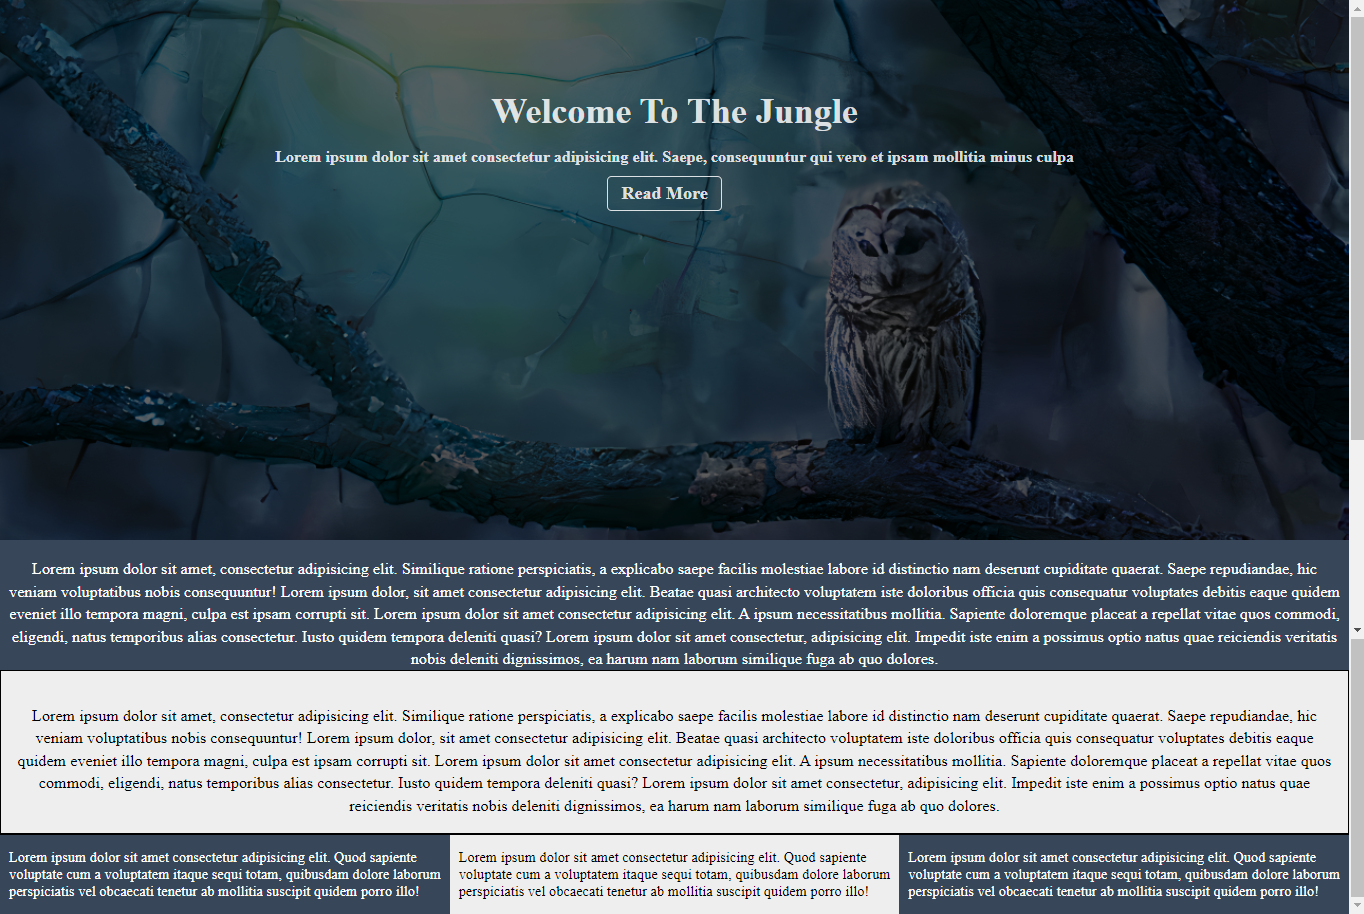 Welcome To The Jungle
Lorem ipsum dolor sit amet consectetur adipisicing elit. Saepe, consequuntur qui vero et ipsam mollitia minus culpa
Read More
Lorem ipsum dolor sit amet, consectetur adipisicing elit. Similique ratione perspiciatis, a explicabo saepe facilis molestiae labore id distinctio nam deserunt cupiditate quaerat. Saepe repudiandae, hic
veniam voluptatibus nobis consequuntur! Lorem ipsum dolor, sit amet consectetur adipisicing elit. Beatae quasi architecto voluptatem iste doloribus officia quis consequatur voluptates debitis eaque quidem
eveniet illo tempora magni, culpa est ipsam corrupti sit. Lorem ipsum dolor sit amet consectetur adipisicing elit. A ipsum necessitatibus mollitia. Sapiente doloremque placeat a repellat vitae quos commodi,
eligendi, natus temporibus alias consectetur. Iusto quidem tempora deleniti quasi? Lorem ipsum dolor sit amet consectetur, adipisicing elit. Impedit iste enim a possimus optio natus quae reiciendis veritatis
nobis deleniti dignissimos, ea harum nam laborum similique fuga ab quo dolores.
Lorem ipsum dolor sit amet, consectetur adipisicing elit. Similique ratione perspiciatis, a explicabo saepe facilis molestiae labore id distinctio nam deserunt cupiditate quaerat. Saepe repudiandae, hic
veniam voluptatibus nobis consequuntur! Lorem ipsum dolor, sit amet consectetur adipisicing elit. Beatae quasi architecto voluptatem iste doloribus officia quis consequatur voluptates debitis eaque
quidem eveniet illo tempora magni, culpa est ipsam corrupti sit. Lorem ipsum dolor sit amet consectetur adipisicing elit. A ipsum necessitatibus mollitia. Sapiente doloremque placeat a repellat vitae quos
commodi, eligendi, natus temporibus alias consectetur. Iusto quidem tempora deleniti quasi? Lorem ipsum dolor sit amet consectetur, adipisicing elit. Impedit iste enim a possimus optio natus quae
reiciendis veritatis nobis deleniti dignissimos, ea harum nam laborum similique fuga ab quo dolores.
Lorem ipsum dolor sit amet consectetur adipisicing elit. Quod sapiente
voluptate cum a voluptatem itaque sequi totam, quibusdam dolore laborum
perspiciatis vel obcaecati tenetur ab mollitia suscipit quidem porro illo!
Lorem ipsum dolor sit amet consectetur adipisicing elit. Quod sapiente
voluptate cum a voluptatem itaque sequi totam, quibusdam dolore laborum
perspiciatis vel obcaecati tenetur ab mollitia suscipit quidem porro illo!
Lorem ipsum dolor sit amet consectetur adipisicing elit. Quod sapiente
voluptate cum a voluptatem itaque sequi totam, quibusdam dolore laborum
perspiciatis vel obcaecati tenetur ab mollitia suscipit quidem porro illo!